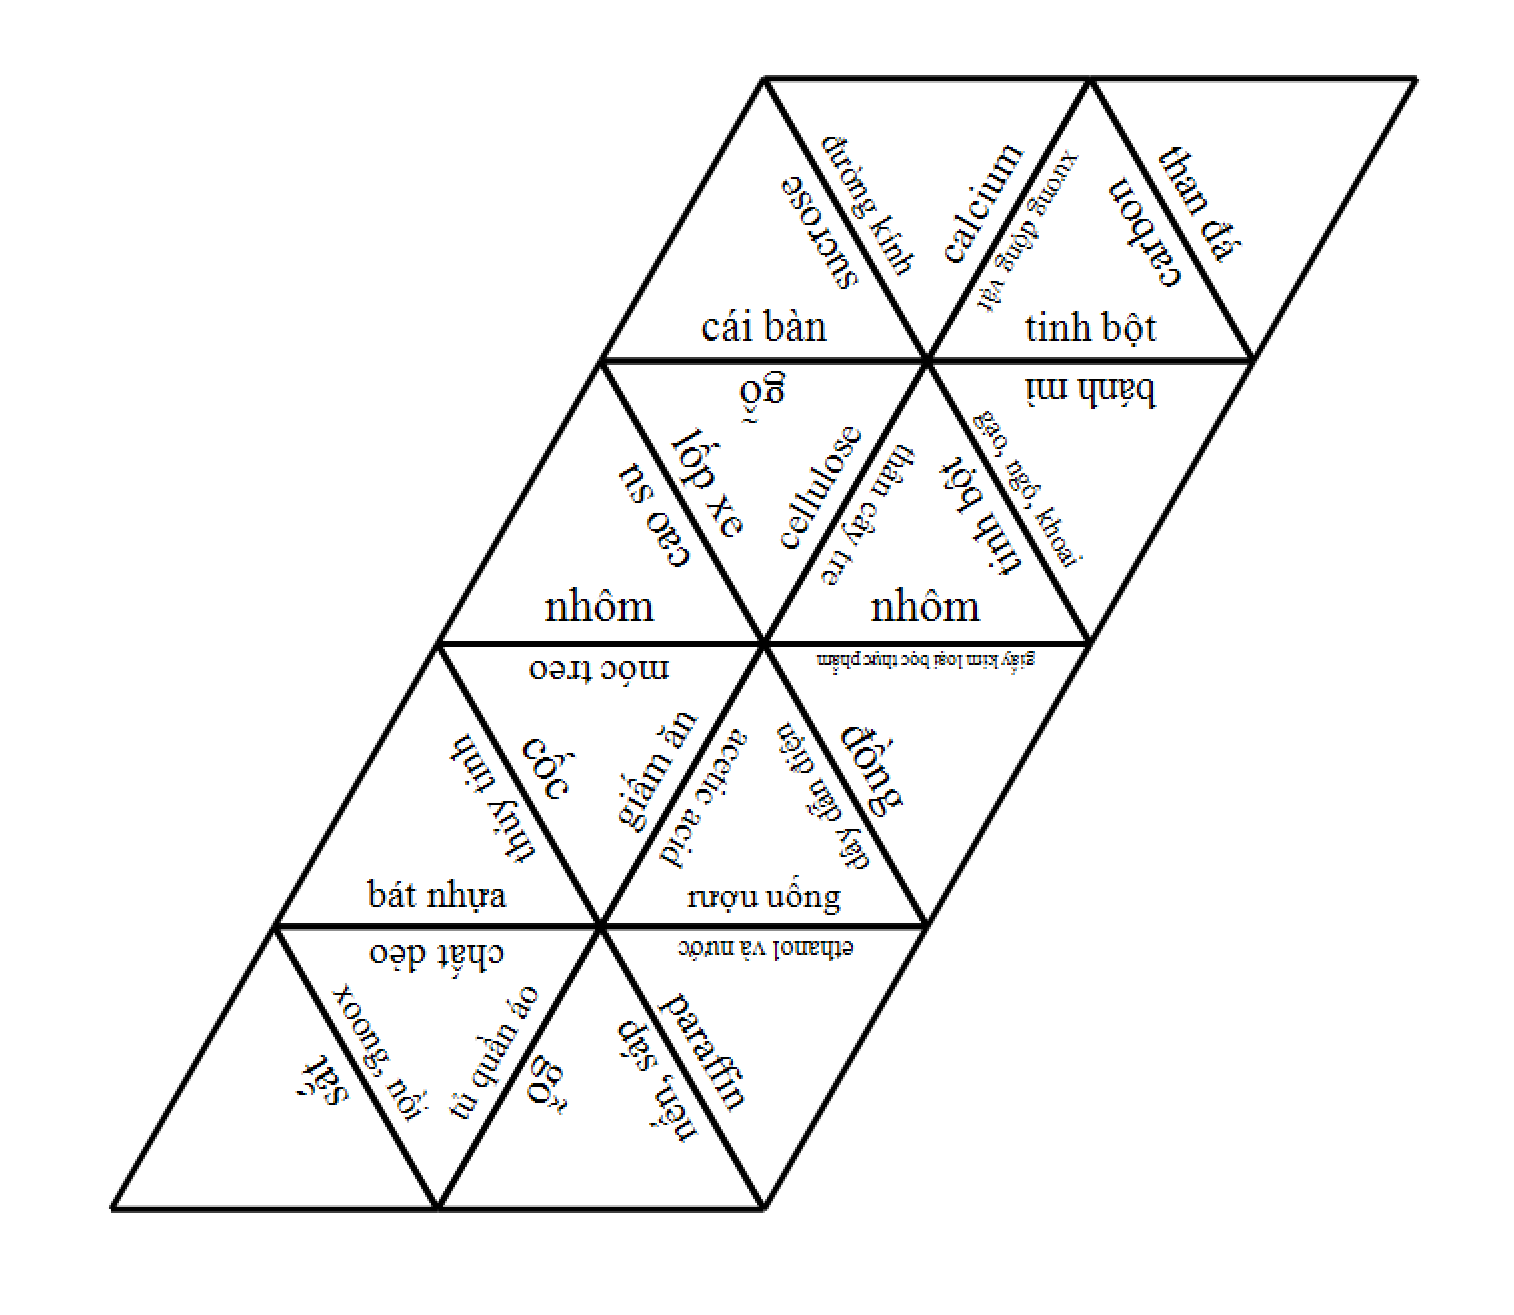 đường kính
sucrose
calcium
xương động vật
than đá
carbon
cái bàn
tinh bột
gỗ
bánh mì
lốp xe
cao su
cellulose
thân cây tre
gạo, ngô, khoai
tinh bột
nhôm
nhôm
móc treo
giấy kim loại bọc thực phẩm
cốc
thủy tinh
giấm ăn
acetic acid
đồng
dây dẫn điện
bát nhựa
rượu uống
chất dẻo
ethanol và nước
xoong, nồi
sắt
tủ quần áo
gỗ
paraffin
nến, sáp